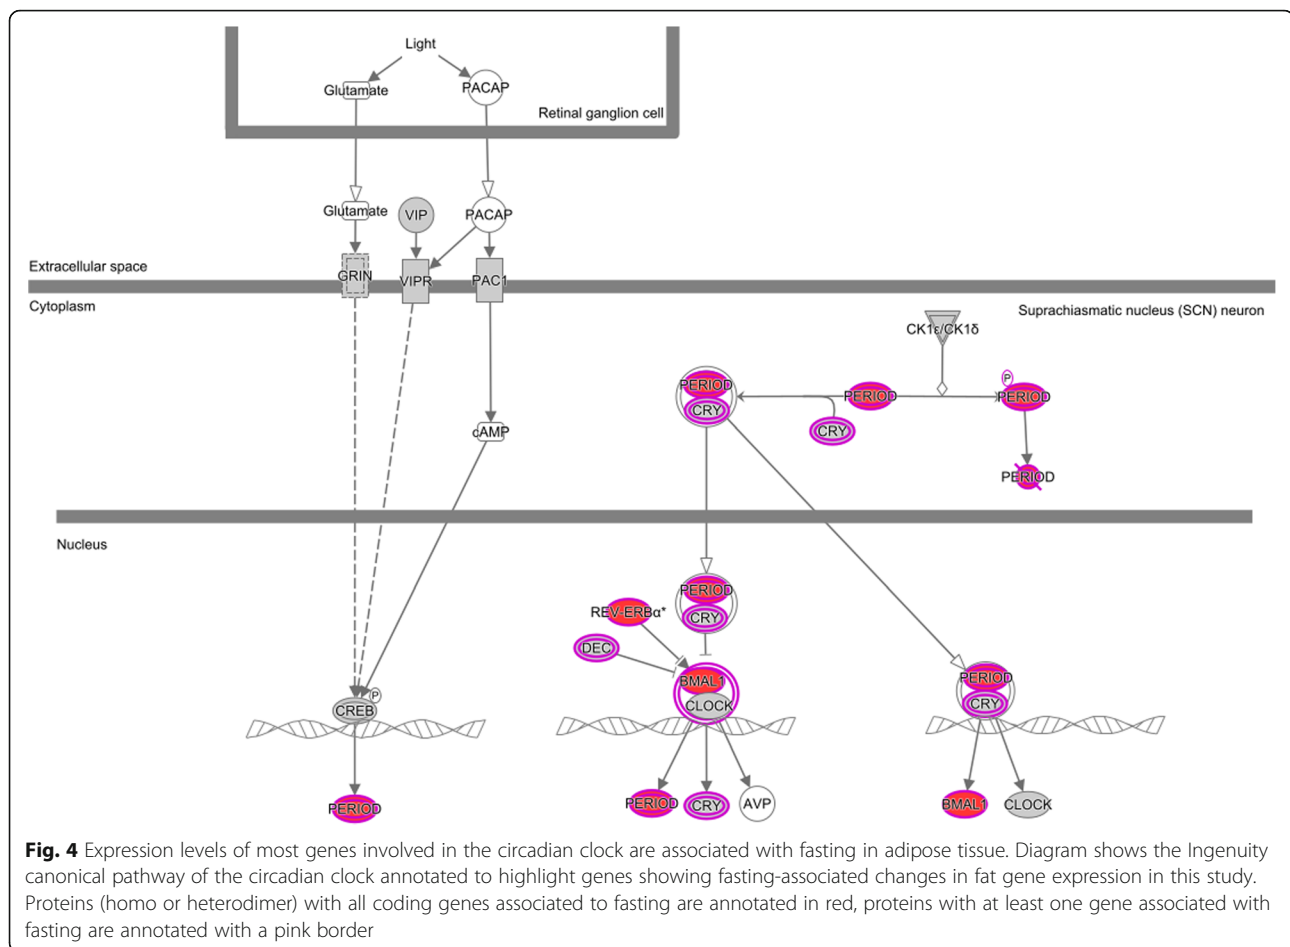 Light
Glutamate
PACAP
Retinal ganglion cell
Glutamate
VIP
PACAP
Extracellular space
GRIN
VIPR
PAC1
Cytoplasm
Suprachiasmatic nucleus (SCN) neuron
CK1ε/CK1δ
P
PERIOD
PERIOD
PERIOD
CRY
CRY
cAMP
PERIOD
Nucleus
PERIOD
REV-ERBα*
CRY
DEC
BMAL1
PERIOD
P
CREB
CLOCK
CRY
PERIOD
PERIOD
CRY
AVP
BMAL1
CLOCK
Fig. 4 Expression levels of most genes involved in the circadian clock are associated with fasting in adipose tissue. Diagram shows the Ingenuity
canonical pathway of the circadian clock annotated to highlight genes showing fasting-associated changes in fat gene expression in this study.
Proteins (homo or heterodimer) with all coding genes associated to fasting are annotated in red, proteins with at least one gene associated with
fasting are annotated with a pink border